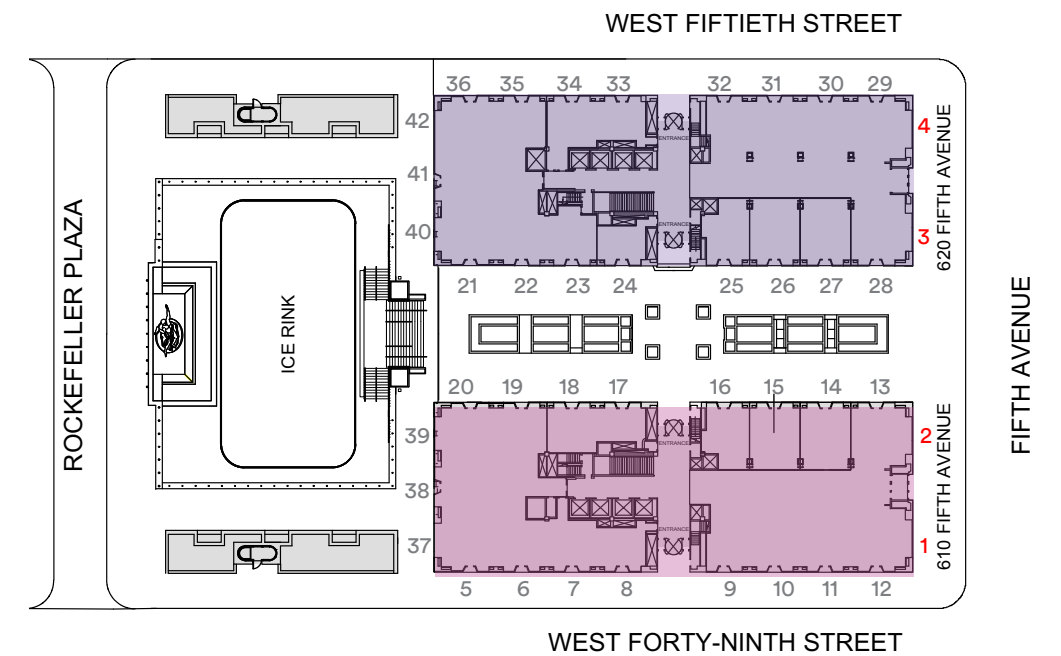 WEST FIFTIETH STREET
36 35 34 33 32 31 30 29
42
4
ENTRANCE
41
620 FIFTH AVENUE
40
3
ENTRANCE
21 22 23 24 25 26 27 28
ROCKEFELLER PLAZA
ICE RINK
FIFTH AVENUE
20 19 18 17 16 15 14 13
39
2
ENTRANCE
38
610 FIFTH AVENUE
37
1
ENTRANCE
5 6 7 8 9 10 11 12
WEST FORTY-NINTH STREET